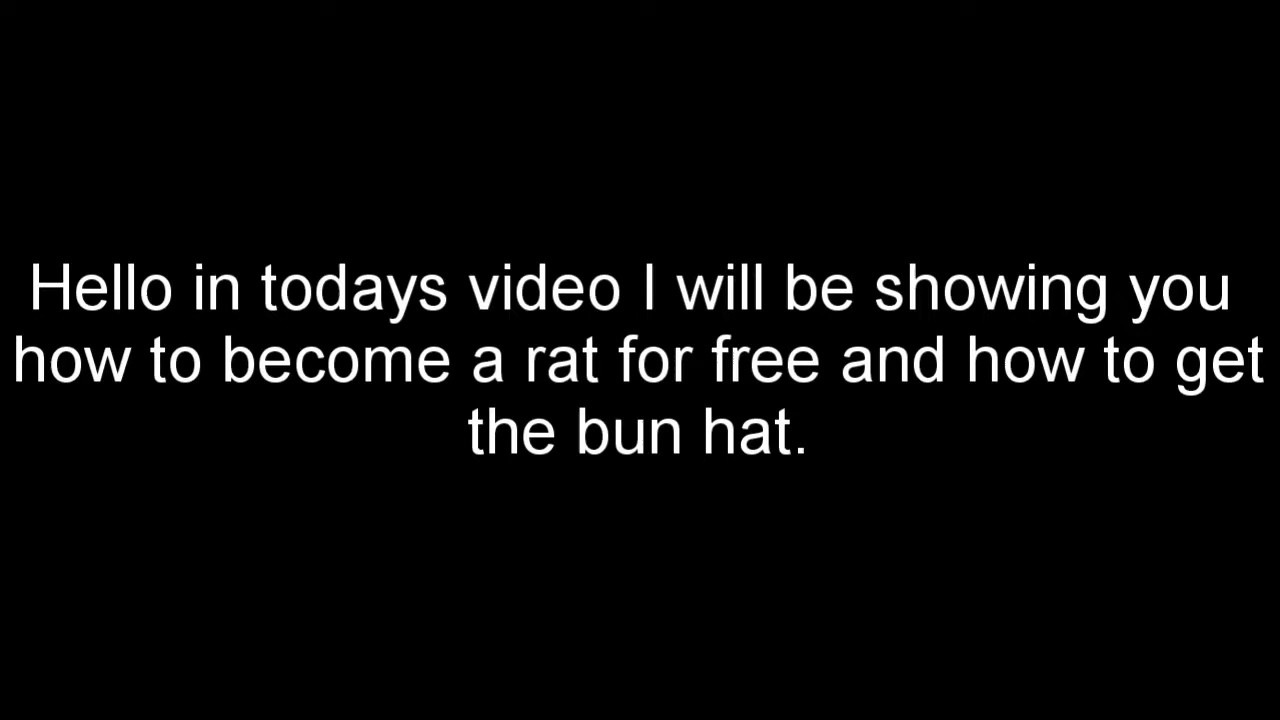 Hello in todays video I will be showing you
how to become a rat for free and how to get
the bun hat.